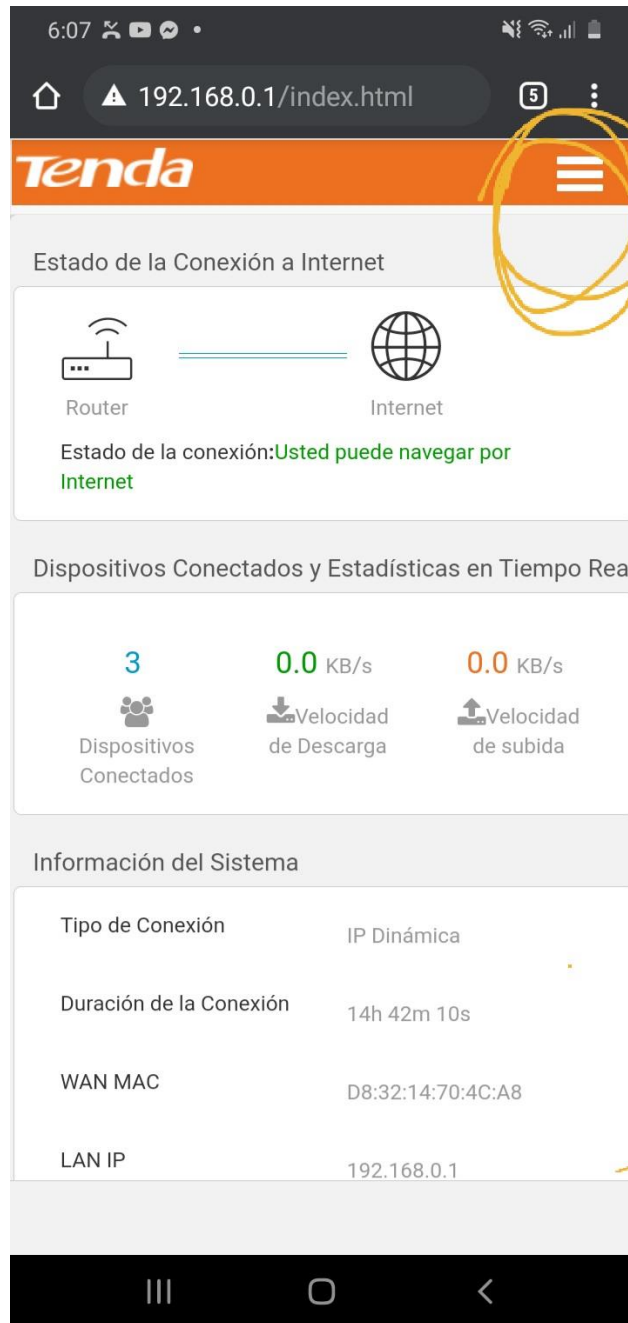 6:07
192.168.0.1/index.html
5
Tenda
Estado de la Conexión a Internet
Router
Internet
Estado de la conexión:Usted puede navegar por
Internet
Dispositivos Conectados y Estadísticas en Tiempo Rea
3
0.0 KB/s
0.0 KB/s
Dispositivos
Conectados
Velocidad
de Descarga
Velocidad
de subida
Información del Sistema
Tipo de Conexión
IP Dinámica
Duración de la Conexión
14h 42m 10s
WAN MAC
D8:32:14:70:4C:A8
LAN IP
192.168.0.1